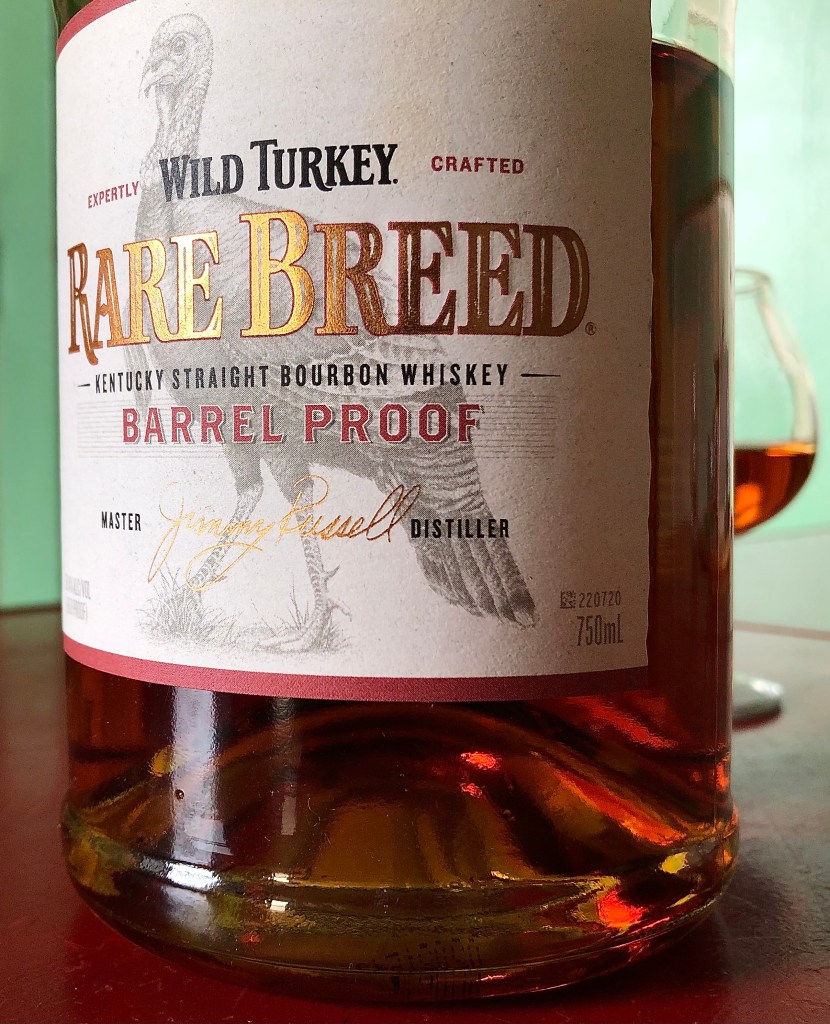 EXPERTLY WILD TURKEY. CRAFTED
RARE BREED®
KENTUCKY STRAIGHT BOURBON WHISKEY
BARREL PROOF
MASTER Jimmy Russell DISTILLER
220720
750mL